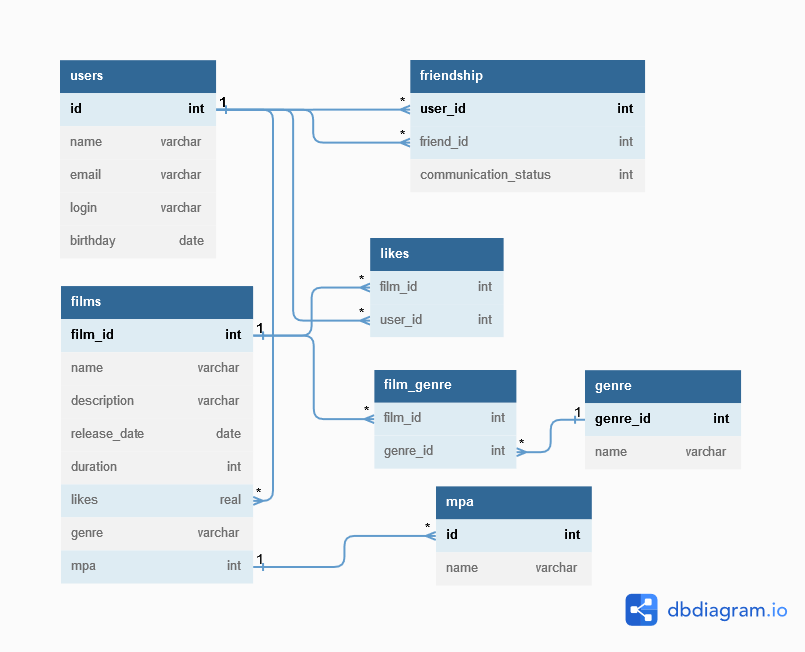 users
id int
name varchar
email varchar
login varchar
birthday date
1
friendship
* user_id int
* friend_id int
communication_status int
likes
* film_id int
* user_id int
films
film_id int
1
name varchar
description varchar
release_date date
duration int
likes real
*
genre varchar
mpa int
1
film_genre
* film_id int
genre_id int
*
genre
1
genre_id int
name varchar
mpa
* id int
name varchar
dbdiagram.io